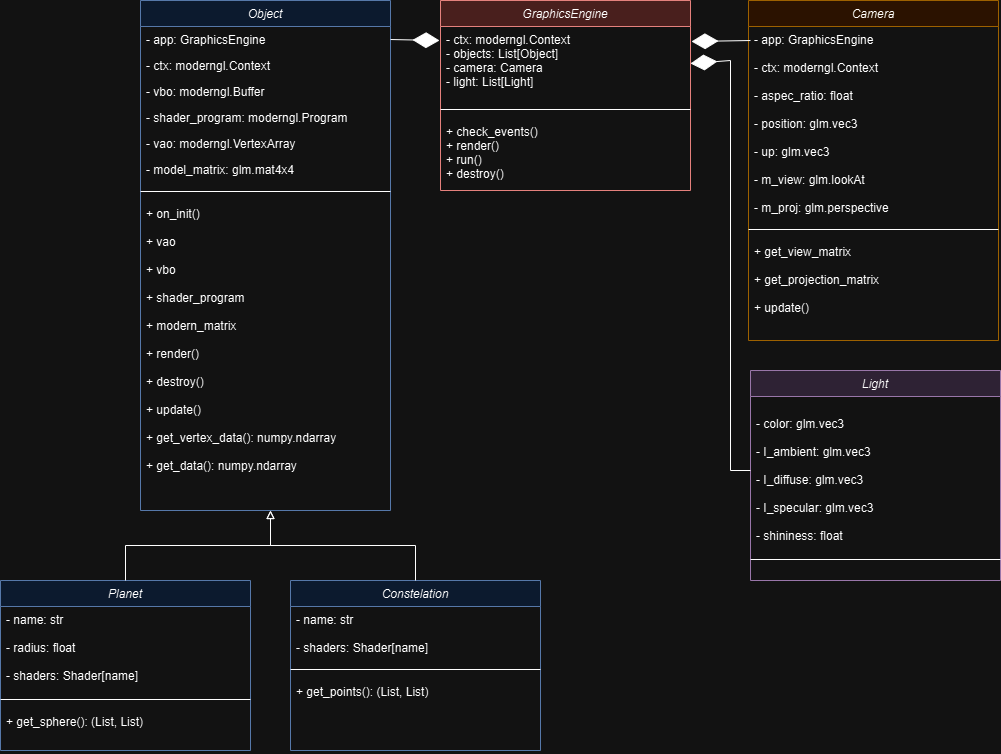 Object
- app: GraphicsEngine
- ctx: moderngl.Context
- vbo: moderngl.Buffer
- shader_program: moderngl.Program
- vao: moderngl.VertexArray
- model_matrix: glm.mat4x4
+ on_init()
+ vao
+ vbo
+ shader_program
+ modern_matrix
+ render()
+ destroy()
+ update()
+ get_vertex_data(): numpy.ndarray
+ get_data(): numpy.ndarray
GraphicsEngine
- ctx: moderngl.Context
- objects: List[Object]
- camera: Camera
- light: List[Light]
+ check_events()
+ render()
+ run()
+ destroy()
Camera
- app: GraphicsEngine
- ctx: moderngl.Context
- aspec_ratio: float
- position: glm.vec3
- up: glm.vec3
- m_view: glm.lookAt
- m_proj: glm.perspective
+ get_view_matrix
+ get_projection_matrix
+ update()
Light
- color: glm.vec3
- I_ambient: glm.vec3
- I_diffuse: glm.vec3
- I_specular: glm.vec3
- shininess: float
Planet
- name: str
- radius: float
- shaders: Shader[name]
+ get_sphere(): (List, List)
Constelation
- name: str
- shaders: Shader[name]
+ get_points(): (List, List)